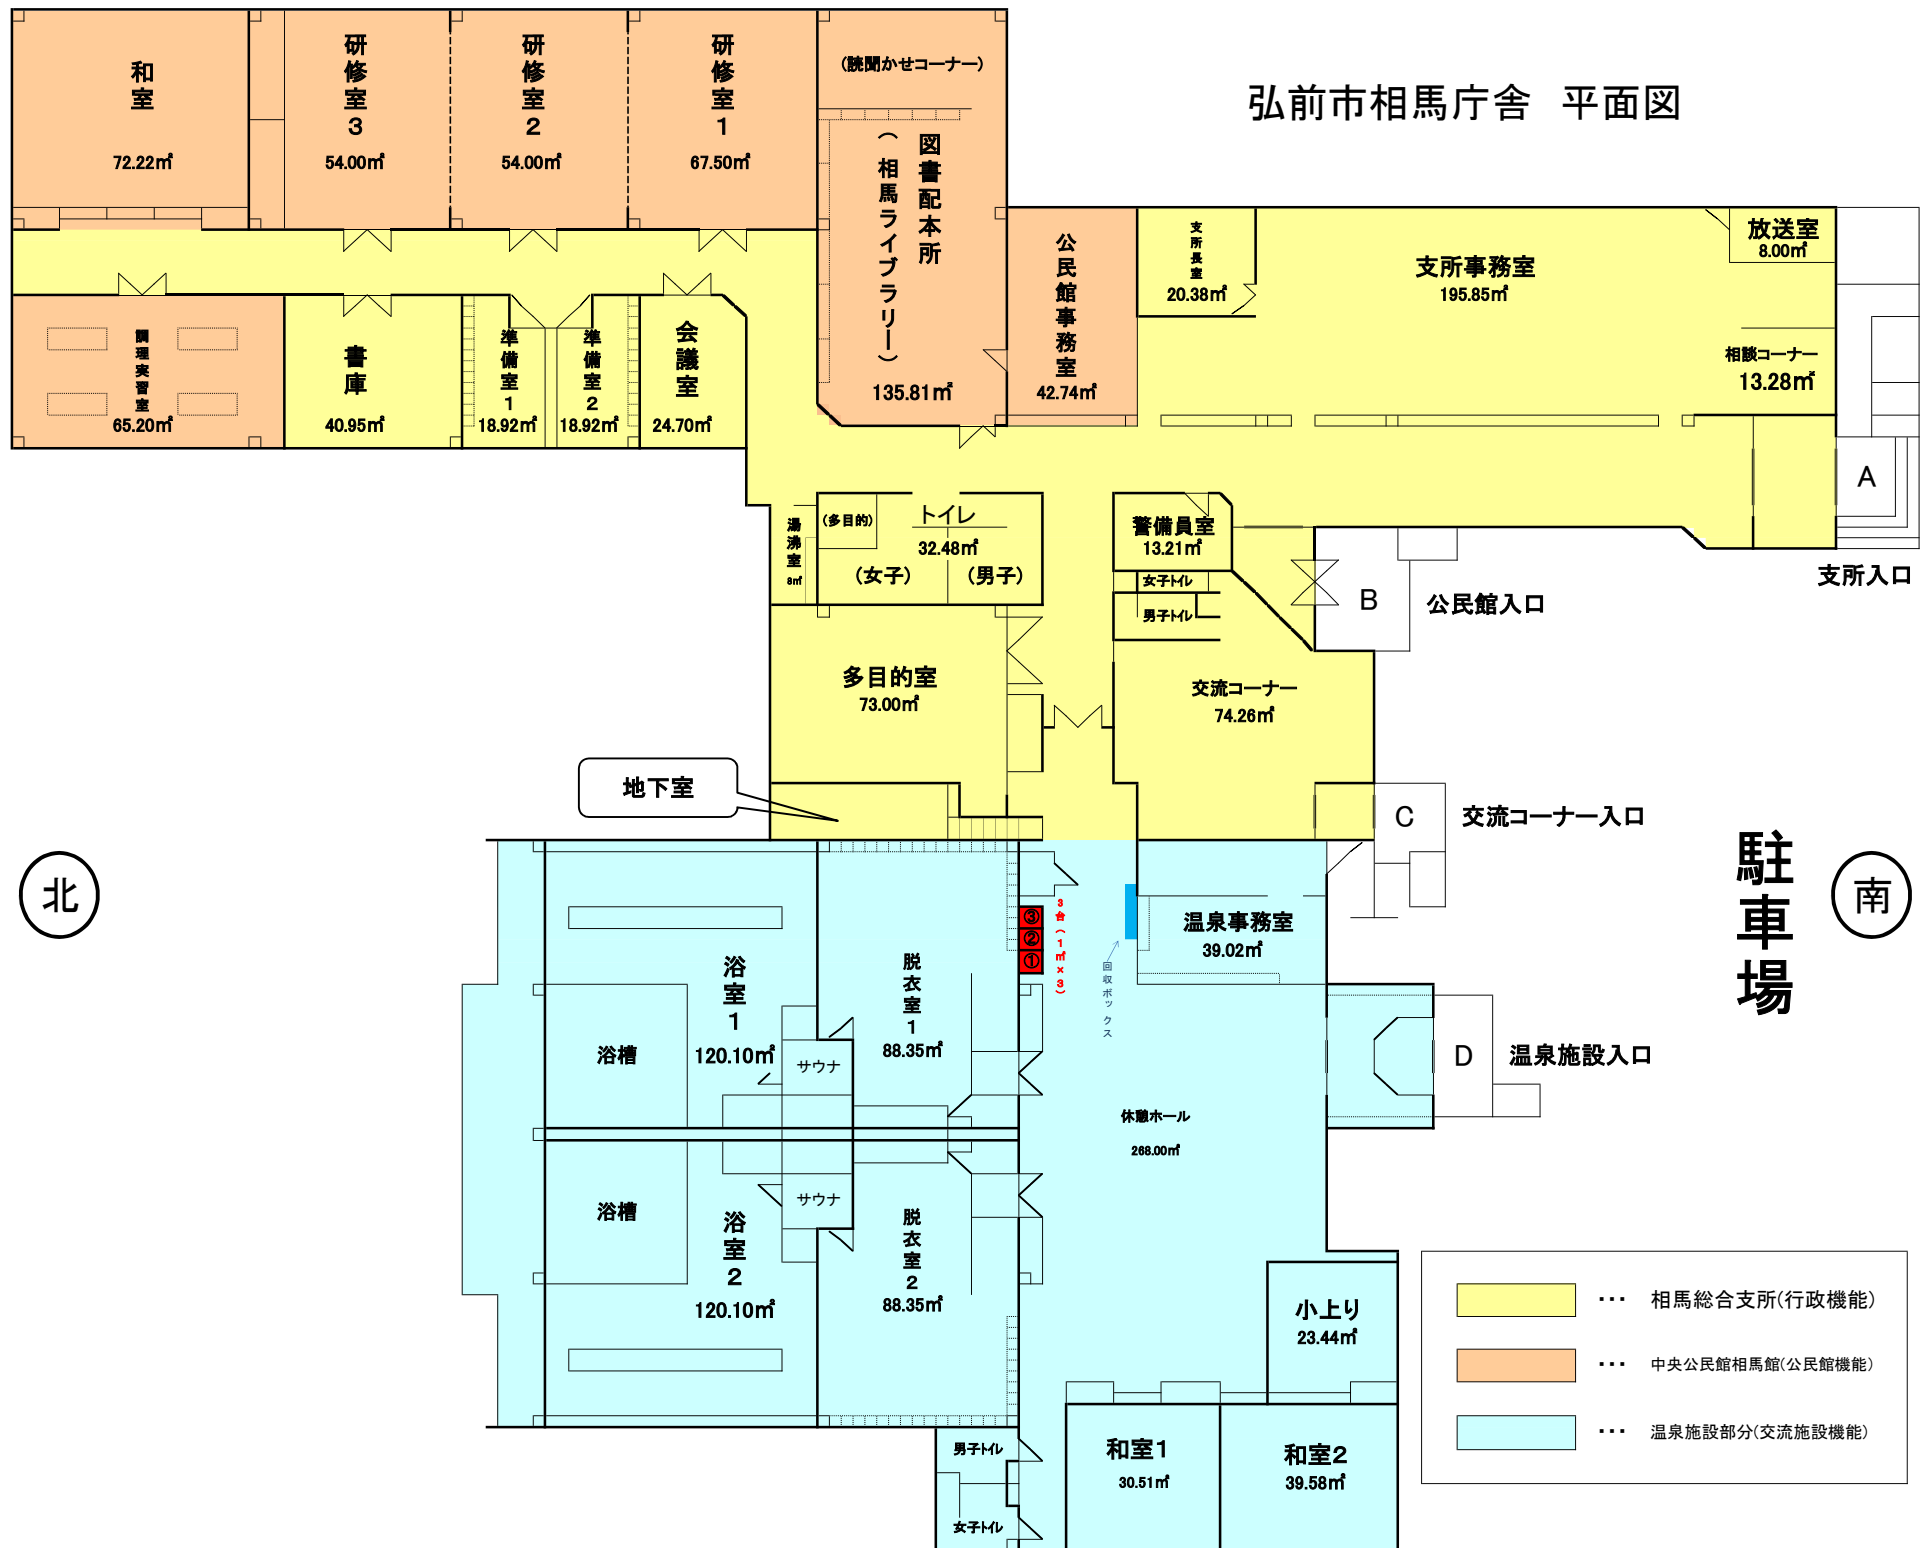 弘前市相馬庁舎　平面図
和室
72.22㎡
研修室３
54.00㎡
研修室２
54.00㎡
研修室１
67.50㎡
(読聞かせコーナー)
図書配本所
(相馬ライブラリー)
135.81㎡
公民館事務室
42.74㎡
支所長室
20.38㎡
支所事務室
195.85㎡
放送室
8.00㎡
相談コーナー
13.28㎡
調理実習室
65.20㎡
書庫
40.95㎡
準備室１
18.92㎡
準備室２
18.92㎡
会議室
24.70㎡
A
支所入口
湯沸室
8㎡
(多目的)
トイレ
32.48㎡
(女子)
(男子)
警備員室
13.21㎡
女子トイレ
男子トイレ
B
公民館入口
多目的室
73.00㎡
交流コーナー
74.26㎡
地下室
C
交流コーナー入口
北
南
駐車場
浴室１
120.10㎡
浴槽
サウナ
脱衣室１
88.35㎡
③
②
①
3台(1㎡×3)
回収ボックス
温泉事務室
39.02㎡
D
温泉施設入口
休憩ホール
268.00㎡
浴槽
サウナ
浴室２
120.10㎡
脱衣室２
88.35㎡
小上り
23.44㎡
男子トイレ
女子トイレ
和室１
30.51㎡
和室２
39.58㎡
･･･ 相馬総合支所(行政機能)
･･･ 中央公民館相馬館(公民館機能)
･･･ 温泉施設部分(交流施設機能)